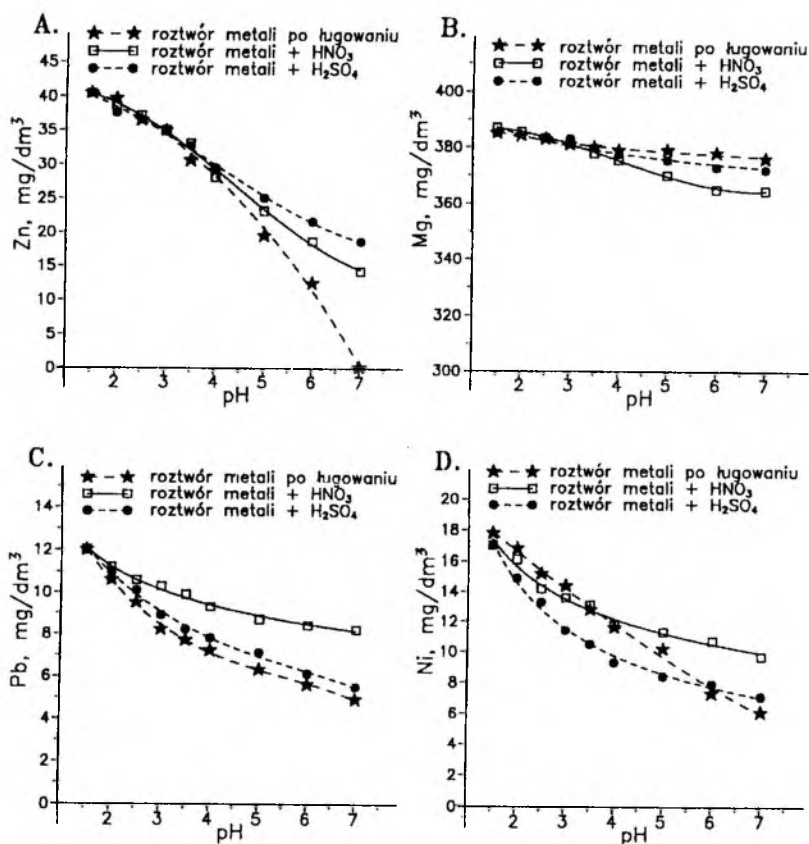 A.
roztwór metali po ługowaniu
roztwór metali + HNO₃
roztwór metali + H₂SO₄
Zn, mg/dm³
45
40
35
30
25
20
15
10
5
0
2 3 4 5 6 7
pH
B.
roztwór metali po ługowaniu
roztwór metali + HNO₃
roztwór metali + H₂SO₄
Mg, mg/dm³
420
400
380
360
340
320
300
2 3 4 5 6 7
pH
C.
roztwór metali po ługowaniu
roztwór metali + HNO₃
roztwór metali + H₂SO₄
Pb, mg/dm³
16
14
12
10
8
6
4
2
0
2 3 4 5 6 7
pH
D.
roztwór metali po ługowaniu
roztwór metali + HNO₃
roztwór metali + H₂SO₄
Ni, mg/dm³
20
18
16
14
12
10
8
6
4
2
0
2 3 4 5 6 7
pH